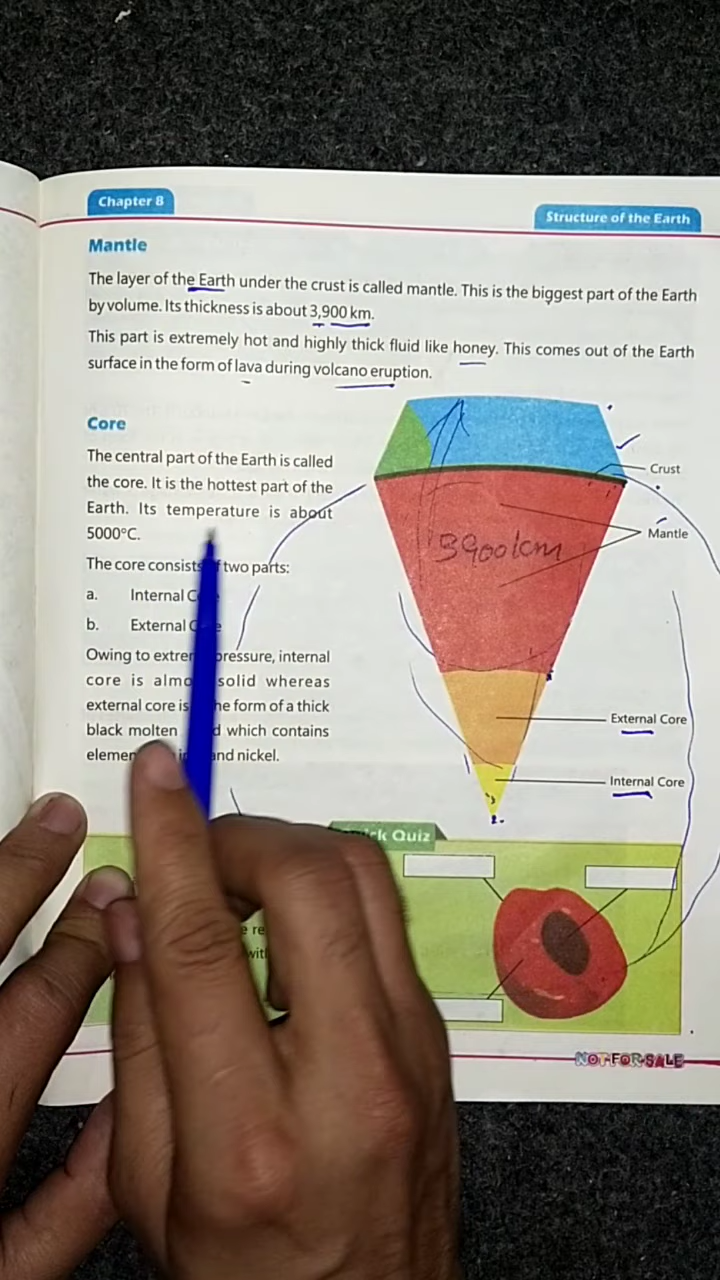 Chapter 8
Structure of the Earth
Mantle
The layer of the Earth under the crust is called mantle. This is the biggest part of the Earth
by volume. Its thickness is about 3,900 km.
This part is extremely hot and highly thick fluid like honey. This comes out of the Earth
surface in the form of lava during volcano eruption.
Core
The central part of the Earth is called
the core. It is the hottest part of the
Earth. Its temperature is about
5000°C.
The core consists two parts:
a. Internal
b. External
Owing to pressure, internal
core is solid whereas
external core is form of a thick
black molten which contains
and nickel.
Crust
Mantle
3900km
External Core
Internal Core
Quiz
NOT FOR SALE